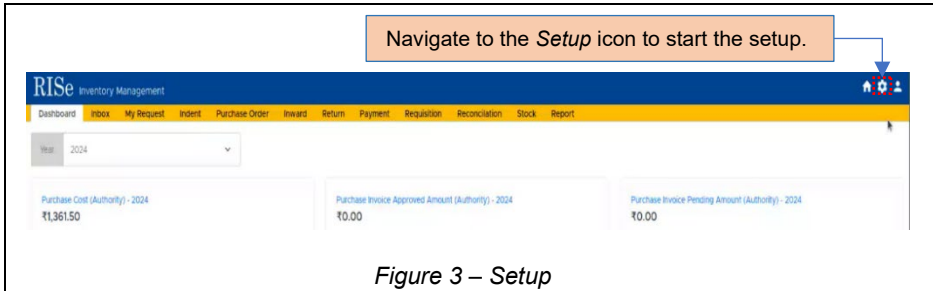 Navigate to the Setup icon to start the setup.
RISe Inventory Management
Dashboard Inbox My Request Indent Purchase Order Inward Return Payment Requisition Reconciliation Stock Report
Year 2024
Purchase Cost (Authority) - 2024 Purchase Invoice Approved Amount (Authority) - 2024 Purchase Invoice Pending Amount (Authority) - 2024
₹1,361.50 ₹0.00 ₹0.00
Figure 3 – Setup